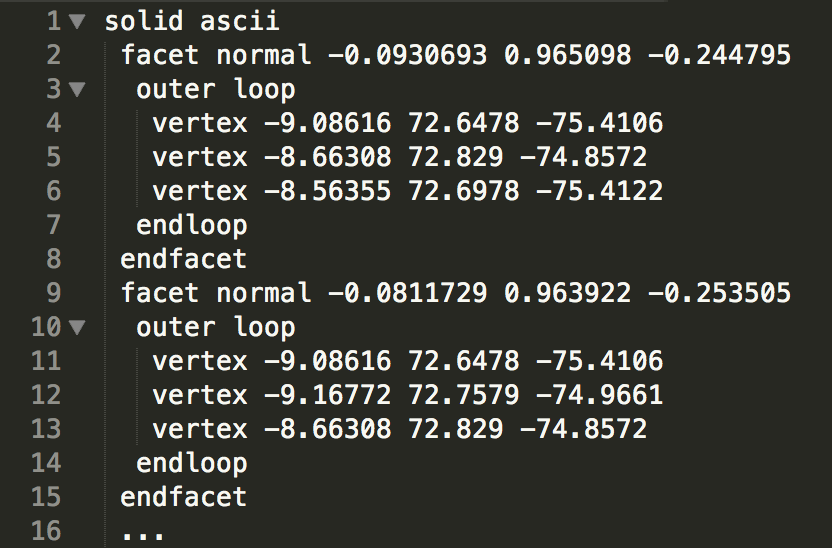 1 solid ascii
2 facet normal -0.0930693 0.965098 -0.244795
3 outer loop
4 vertex -9.08616 72.6478 -75.4106
5 vertex -8.66308 72.829 -74.8572
6 vertex -8.56355 72.6978 -75.4122
7 endloop
8 endfacet
9 facet normal -0.0811729 0.963922 -0.253505
10 outer loop
11 vertex -9.08616 72.6478 -75.4106
12 vertex -9.16772 72.7579 -74.9661
13 vertex -8.66308 72.829 -74.8572
14 endloop
15 endfacet
16 ...